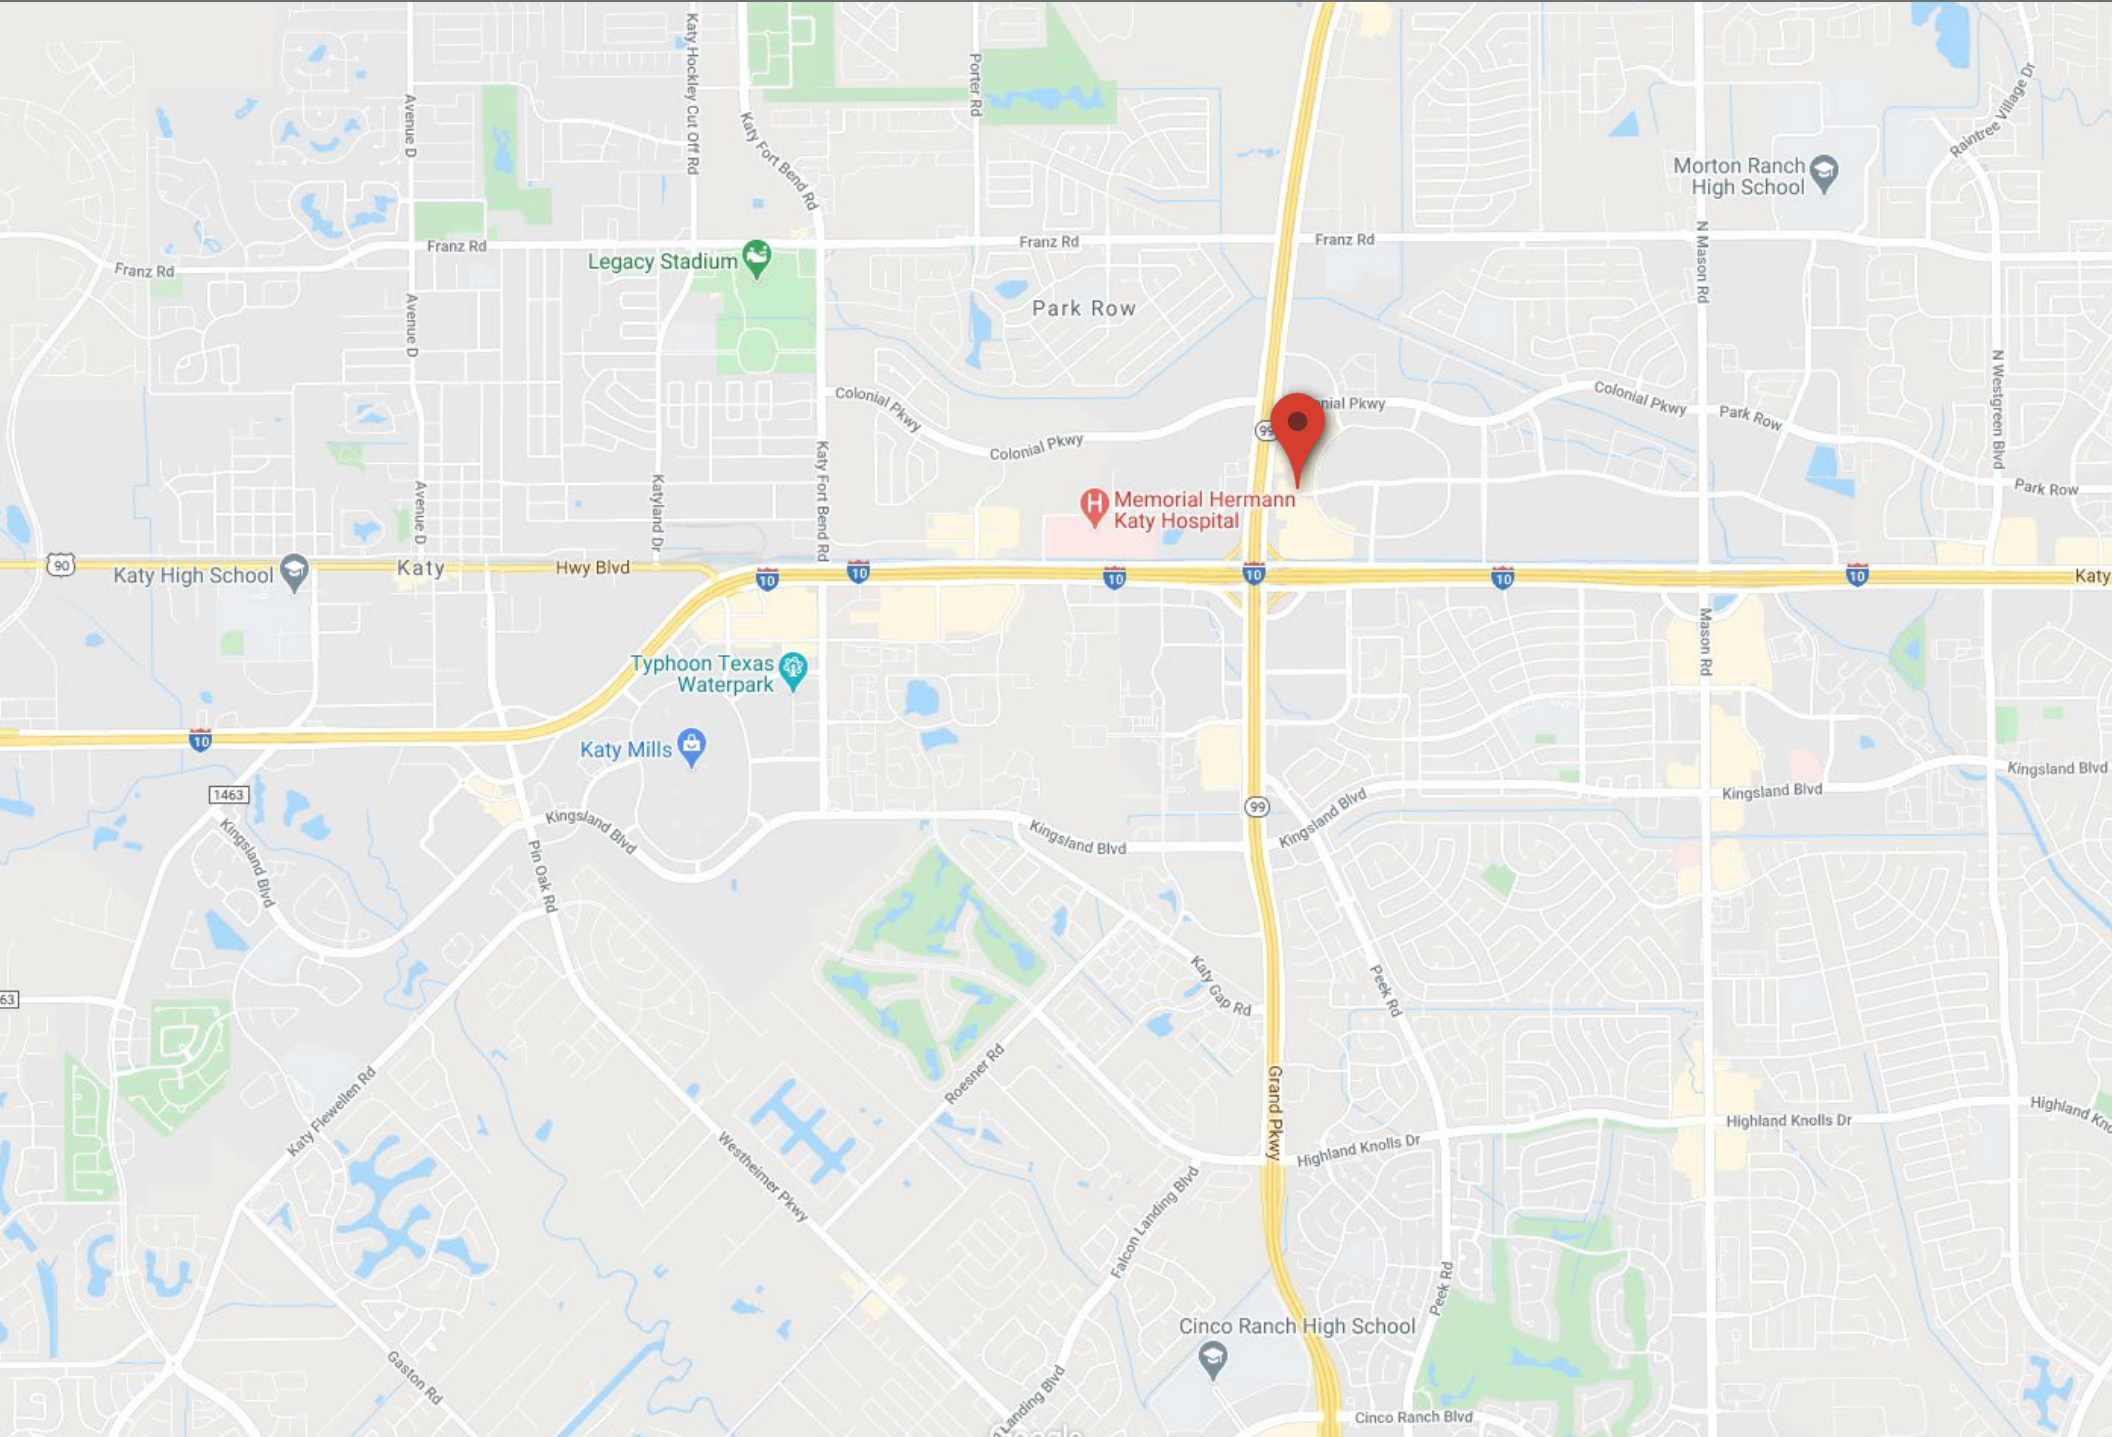 Avenue D
Katy Hockley Cut Off Rd
Katy Fort Bend Rd
Porter Rd
Raintree Village Dr
Morton Ranch
High School
N Mason Rd
Franz Rd
Franz Rd
Legacy Stadium
Franz Rd
Franz Rd
Avenue D
Park Row
N Westgreen Blvd
Colonial Pkwy
Colonial Pkwy
nial Pkwy
Colonial Pkwy
Park Row
99
Katy Fort Bend Rd
Avenue D
Katyland Dr
Memorial Hermann
Katy Hospital
H
Park Row
90
Katy High School
Katy
Hwy Blvd
10
10
10
10
10
10
Katy
Mason Rd
Typhoon Texas
Waterpark
10
Katy Mills
1463
Kingsland Blvd
Kingsland Blvd
Pin Oak Rd
Kingsland Blvd
99
Kingsland Blvd
Kingsland Blvd
Kingsland Blvd
63
Katy Gap Rd
Peek Rd
Katy Flewellen Rd
Roesner Rd
Grand Pkwy
Westheimer Pkwy
Highland Knolls Dr
Highland Knolls Dr
Highland Kno
Falcon Landing Blvd
Peek Rd
Cinco Ranch High School
Gaston Rd
Landing Blvd
Cinco Ranch Blvd
Google